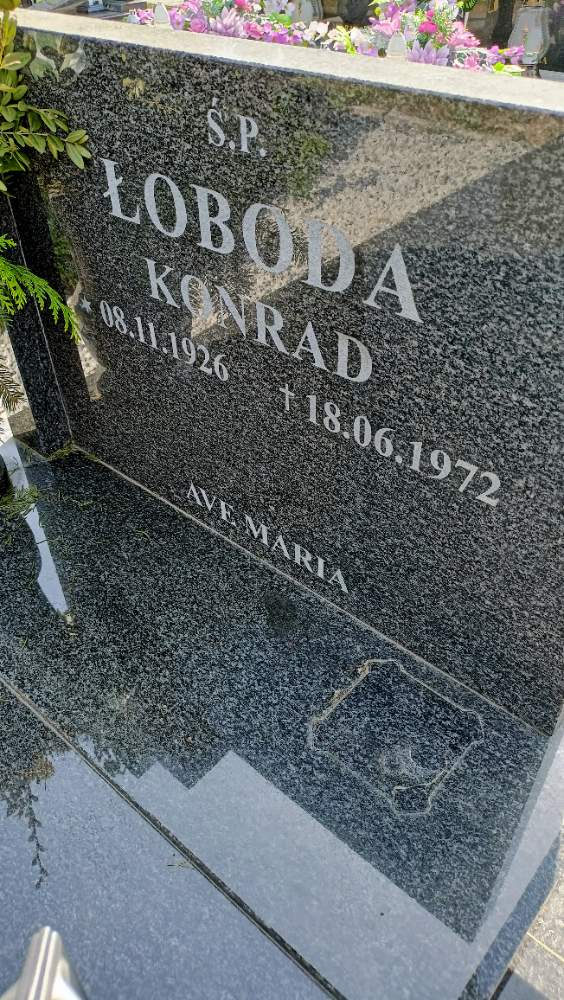 Ś.P.
ŁOBODA
KONRAD
* 08.11.1926
† 18.06.1972
AVE MARIA